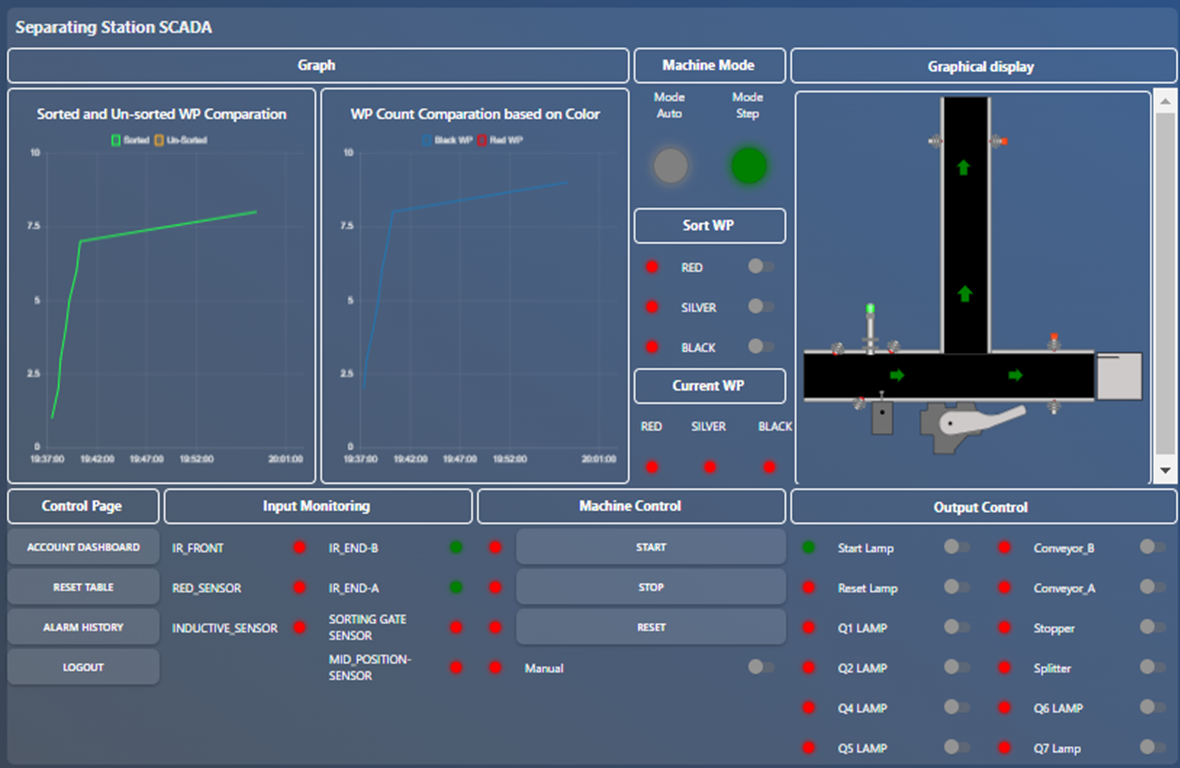 Separating Station SCADA
Graph
Machine Mode
Graphical display
Sorted and Un-sorted WP Comparation
Sorted Un-Sorted
10
7.5
5
2.5
0
19:37:00 19:42:00 19:47:00 19:52:00 20:01:00
WP Count Comparation based on Color
Black WP Red WP
10
7.5
5
2.5
0
19:37:00 19:42:00 19:47:00 19:52:00 20:01:00
Mode
Auto
Mode
Step
Sort WP
RED
SILVER
BLACK
Current WP
RED SILVER BLACK
Control Page
Input Monitoring
Machine Control
Output Control
ACCOUNT DASHBOARD
RESET TABLE
ALARM HISTORY
LOGOUT
IR_FRONT
RED_SENSOR
INDUCTIVE_SENSOR
IR_END-B
IR_END-A
SORTING GATE
SENSOR
MID_POSITION-
SENSOR
START
STOP
RESET
Manual
Start Lamp
Reset Lamp
Q1 LAMP
Q2 LAMP
Q4 LAMP
Q5 LAMP
Conveyor_B
Conveyor_A
Stopper
Splitter
Q6 LAMP
Q7 Lamp